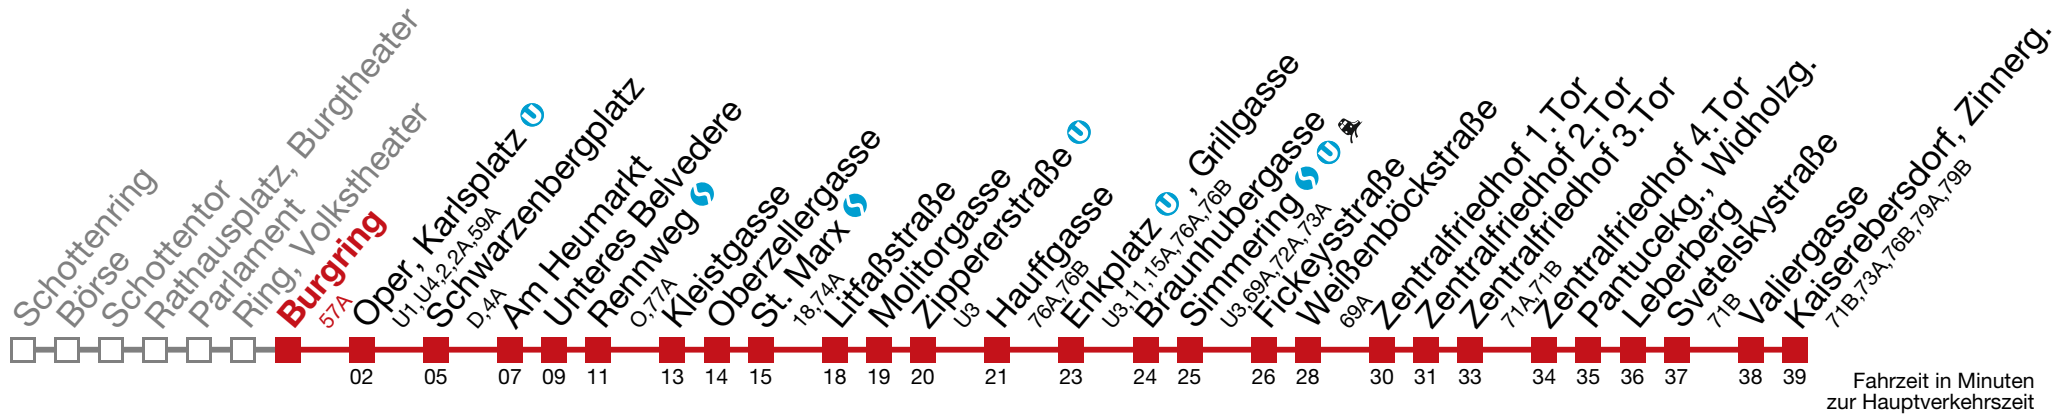 Schottenring
Börse
Schottentor
Rathausplatz, Burgtheater
Parlament
Ring, Volkstheater
Burgring
57A
Oper, Karlsplatz U
U1,U4,2,2A,59A
Schwarzenbergplatz
D,4A
Am Heumarkt
Unteres Belvedere
Rennweg S
O,77A
Kleistgasse
Oberzellergasse
St. Marx S
18,74A
Litfaßstraße
Molitorgasse
Zippererstraße U
U3
Hauffgasse
76A,76B
Enkplatz U , Grillgasse
U3,11,15A,76A,76B
Braunhubergasse
Simmering S U
U3,69A,72A,73A
Fickeysstraße
Weißenböckstraße
69A
Zentralfriedhof 1.Tor
Zentralfriedhof 2.Tor
Zentralfriedhof 3.Tor
71A,71B
Zentralfriedhof 4.Tor
Pantucekg., Widholzg.
Leberberg
Svetelskystraße
71B
Valiergasse
Kaiserebersdorf, Zinnerg.
71B,73A,76B,79A,79B
02 05 07 09 11 13 14 15 18 19 20 21 23 24 25 26 28 30 31 33 34 35 36 37 38 39
Fahrzeit in Minuten
zur Hauptverkehrszeit